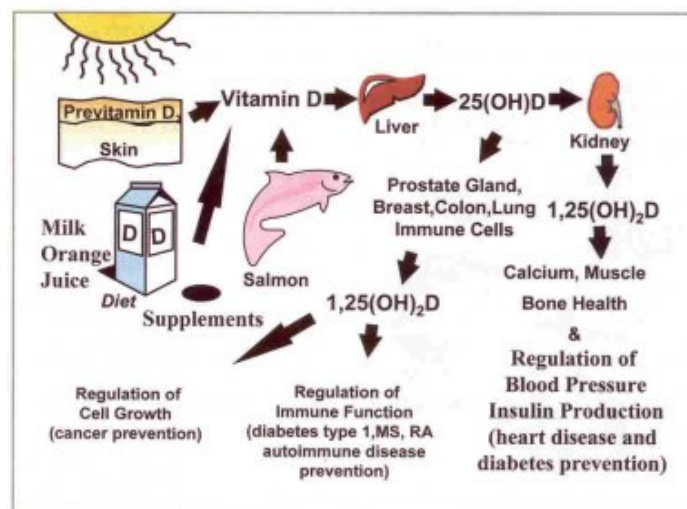 Previtamin D3
Skin
Vitamin D
Liver
25(OH)D
Kidney
Milk
Orange
Juice
D D
Diet
Supplements
Salmon
Prostate Gland,
Breast,Colon,Lung
Immune Cells
1,25(OH)₂D
1,25(OH)₂D
Calcium, Muscle
Bone Health
&
Regulation of
Blood Pressure
Insulin Production
(heart disease and
diabetes prevention)
Regulation of
Cell Growth
(cancer prevention)
Regulation of
Immune Function
(diabetes type 1,MS, RA
autoimmune disease
prevention)